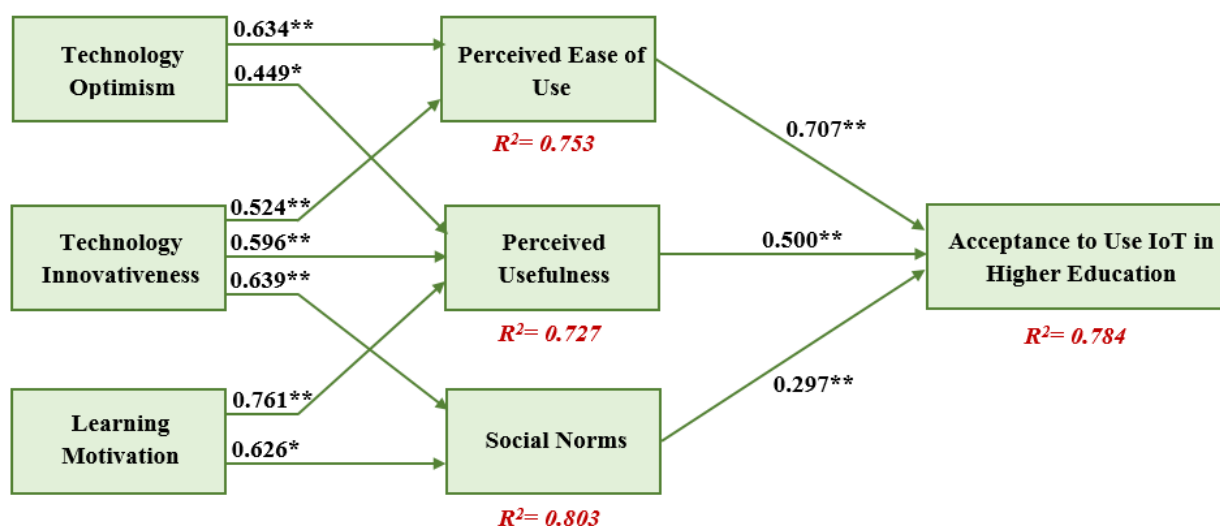 0.634**
Technology
Optimism
0.449*
Perceived Ease of
Use
R²= 0.753
0.707**
0.524**
Technology
Innovativeness
0.596**
0.639**
Perceived
Usefulness
R²= 0.727
0.500**
Acceptance to Use IoT in
Higher Education
R²= 0.784
0.761**
Learning
Motivation
0.626*
Social Norms
R²= 0.803
0.297**